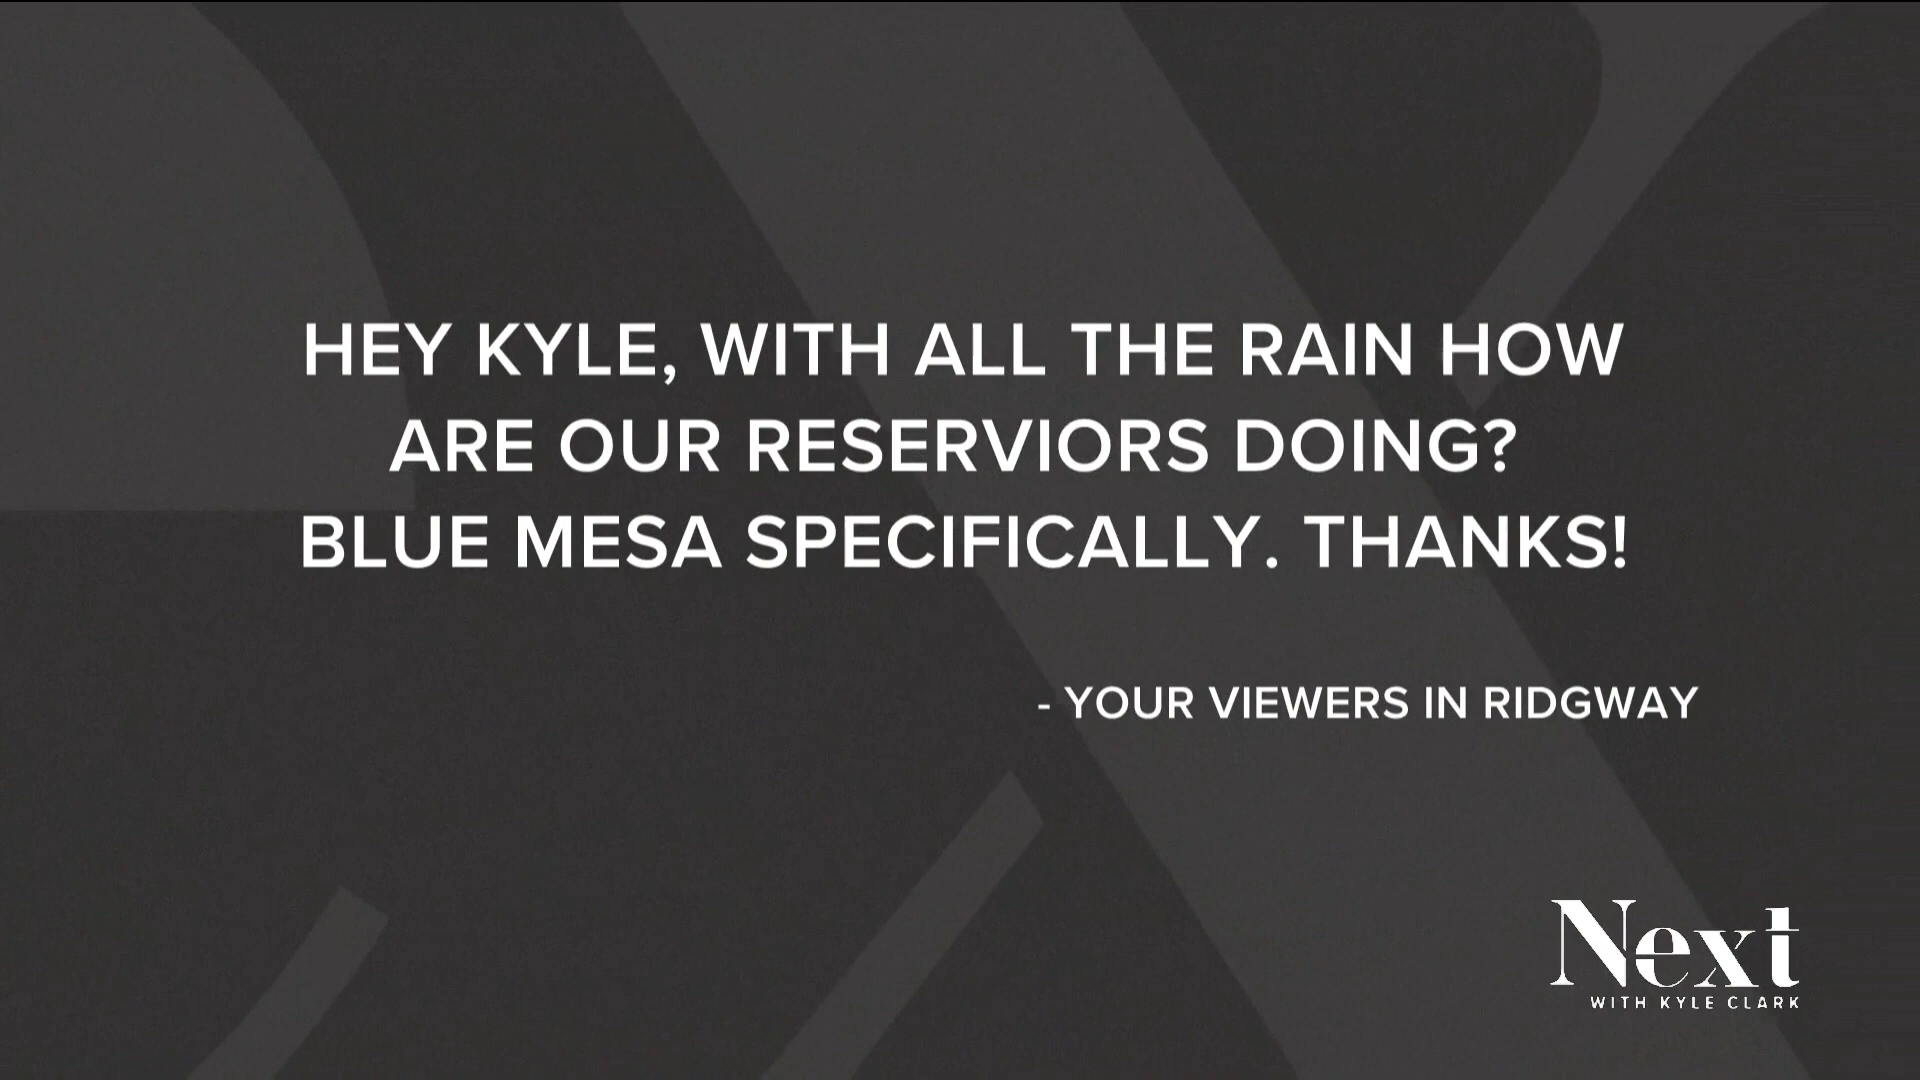 HEY KYLE, WITH ALL THE RAIN HOW
ARE OUR RESERVIORS DOING?
BLUE MESA SPECIFICALLY. THANKS!
- YOUR VIEWERS IN RIDGWAY
Next
WITH KYLE CLARK